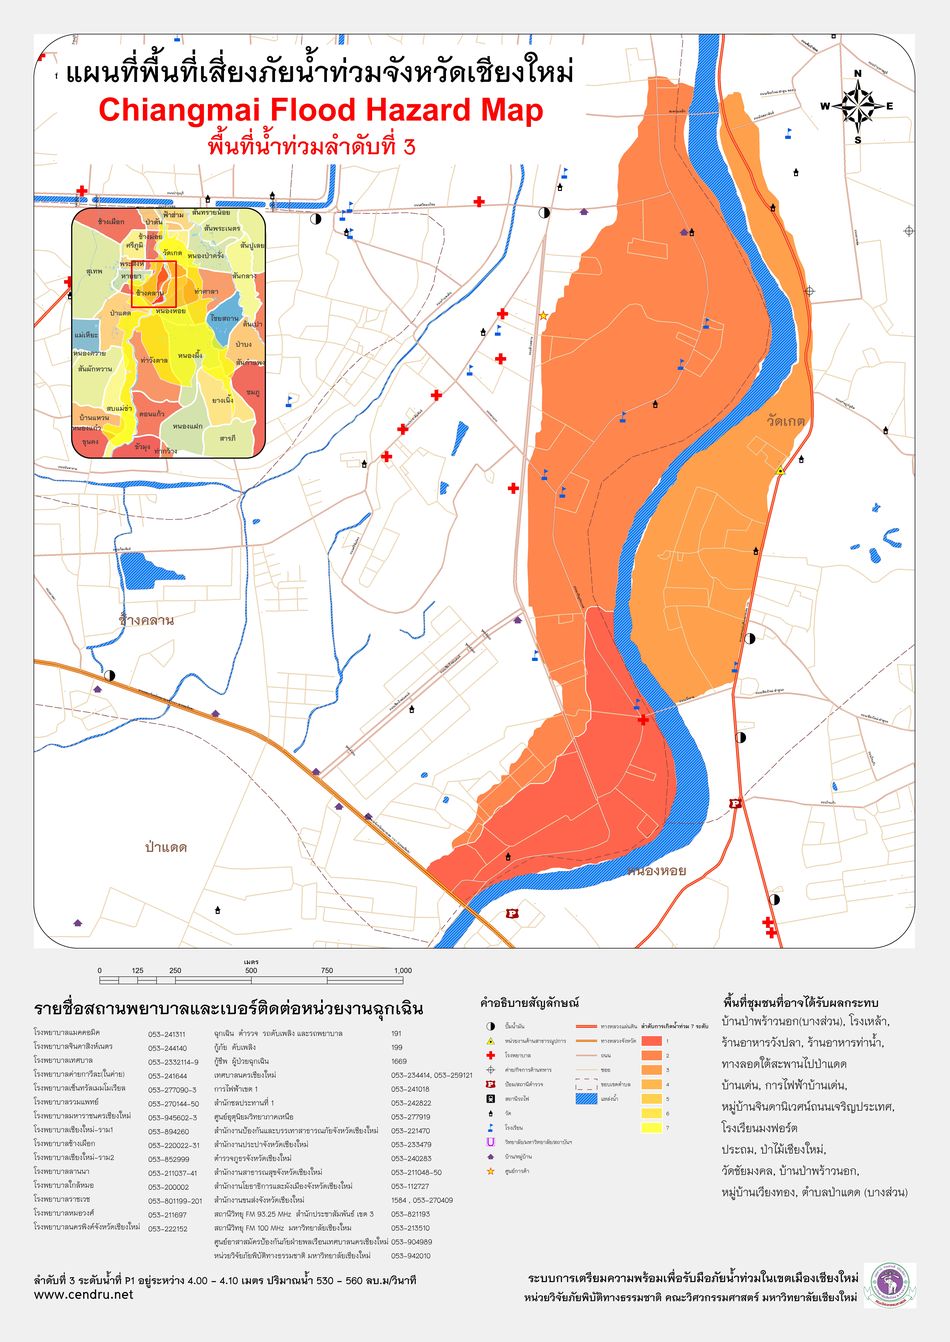 แผนที่พื้นที่เสี่ยงภัยน้ำท่วมจังหวัดเชียงใหม่
Chiangmai Flood Hazard Map
พื้นที่น้ำท่วมลำดับที่ 3
N
W E
S
ช้างเผือก
ป่าตัน
ฟ้าฮ่าม
สันทรายน้อย
สันพระเนตร
ช้างม่อย
ศรีภูมิ
วัดเกต
หนองป่าครั่ง
สันปูเลย
สุเทพ
พระสิงห์
หายยา
ช้างคลาน
ท่าศาลา
สันกลาง
ป่าแดด
หนองหอย
ไชยสถาน
แม่เหียะ
ป่าบง
ท่าวังตาล
หนองผึ้ง
สันผักหวาน
ชมภู
ยางเนิ้ง
สบแม่ข่า
ดอนแก้ว
บ้านแหวน
หนองแก๋ว
หนองแฝก
สารภี
ขุนคง
ขัวมุง
ท่ากว้าง
วัดเกต
ช้างคลาน
ป่าแดด
หนองหอย
เมตร
0 125 250 500 750 1,000
รายชื่อสถานพยาบาลและเบอร์ติดต่อหน่วยงานฉุกเฉิน
โรงพยาบาลแมคคอมิค 053-241311 ฉุกเฉิน ตำรวจ รถดับเพลิง และรถพยาบาล 191
โรงพยาบาลจินดาสิงห์เนตร 053-244140 กู้ภัย ดับเพลิง 199
โรงพยาบาลเทศบาล 053-2332114-9 กู้ชีพ ผู้ป่วยฉุกเฉิน 1669
โรงพยาบาลค่ายกาวีละ(ในค่าย) 053-241644 เทศบาลนครเชียงใหม่ 053-234414, 053-259121
โรงพยาบาลเซ็นทรัลเมมโมเรียล 053-277090-3 การไฟฟ้าเขต 1 053-241018
โรงพยาบาลรวมแพทย์ 053-270144-50 สำนักชลประทานที่ 1 053-242822
โรงพยาบาลมหาราชนครเชียงใหม่ 053-945602-3 ศูนย์อุตุนิยมวิทยาภาคเหนือ 053-277919
โรงพยาบาลเชียงใหม่-ราม1 053-894260 สำนักงานป้องกันและบรรเทาสาธารณภัยจังหวัดเชียงใหม่ 053-221470
โรงพยาบาลช้างเผือก 053-220022-31 สำนักงานประปาจังหวัดเชียงใหม่ 053-233479
โรงพยาบาลเชียงใหม่-ราม2 053-852999 ตำรวจภูธรจังหวัดเชียงใหม่ 053-240283
โรงพยาบาลลานนา 053-211037-41 สำนักงานสาธารณสุขจังหวัดเชียงใหม่ 053-211048-50
โรงพยาบาลใกล้หมอ 053-200002 สำนักงานโยธาธิการและผังเมืองจังหวัดเชียงใหม่ 053-112727
โรงพยาบาลราชเวช 053-801199-201 สำนักงานขนส่งจังหวัดเชียงใหม่ 1584 , 053-270409
โรงพยาบาลหมอวงศ์ 053-211697 สถานีวิทยุ FM 93.25 MHz สำนักประชาสัมพันธ์ เขต 3 053-821193
โรงพยาบาลนครพิงค์จังหวัดเชียงใหม่ 053-222152 สถานีวิทยุ FM 100 MHz มหาวิทยาลัยเชียงใหม่ 053-213510
ศูนย์อาสาสมัครป้องกันภัยฝ่ายพลเรือนเทศบาลนครเชียงใหม่ 053-904989
หน่วยวิจัยภัยพิบัติทางธรรมชาติ มหาวิทยาลัยเชียงใหม่ 053-942010
คำอธิบายสัญลักษณ์
ปั๊มน้ำมัน
หน่วยงานด้านสาธารณูปการ
โรงพยาบาล
ค่ายกิจการด้านทหาร
ป้อม/สถานีตำรวจ
สถานีรถไฟ
วัด
โรงเรียน
วิทยาลัย/มหาวิทยาลัย/สถาบันฯ
บ้าน/หมู่บ้าน
ศูนย์การค้า
ทางหลวงแผ่นดิน
ทางหลวงจังหวัด
ถนน
ซอย
ขอบเขตตำบล
แหล่งน้ำ
ลำดับการเกิดน้ำท่วม 7 ระดับ
1
2
3
4
5
6
7
พื้นที่ชุมชนที่อาจได้รับผลกระทบ
บ้านป่าพร้าวนอก(บางส่วน), โรงเหล้า,
ร้านอาหารวังปลา, ร้านอาหารท่าน้ำ,
ทางลอดใต้สะพานไปป่าแดด
บ้านเด่น, การไฟฟ้าบ้านเด่น,
หมู่บ้านจินดานิเวศน์ถนนเจริญประเทศ,
โรงเรียนมงฟอร์ต
ประถม, ป่าไม้เชียงใหม่,
วัดชัยมงคล, บ้านป่าพร้าวนอก,
หมู่บ้านเวียงทอง, ตำบลป่าแดด (บางส่วน)
ลำดับที่ 3 ระดับน้ำที่ P1 อยู่ระหว่าง 4.00 - 4.10 เมตร ปริมาณน้ำ 530 - 560 ลบ.ม/วินาที
www.cendru.net
ระบบการเตรียมความพร้อมเพื่อรับมือภัยน้ำท่วมในเขตเมืองเชียงใหม่
หน่วยวิจัยภัยพิบัติทางธรรมชาติ คณะวิศวกรรมศาสตร์ มหาวิทยาลัยเชียงใหม่